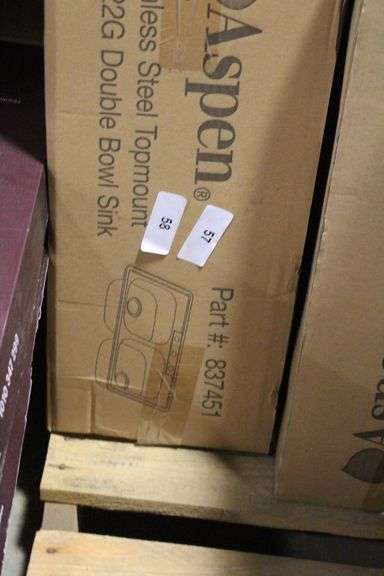 Aspen®
nless Steel Topmount
22G Double Bowl Sink
58
57
Part #: 837451